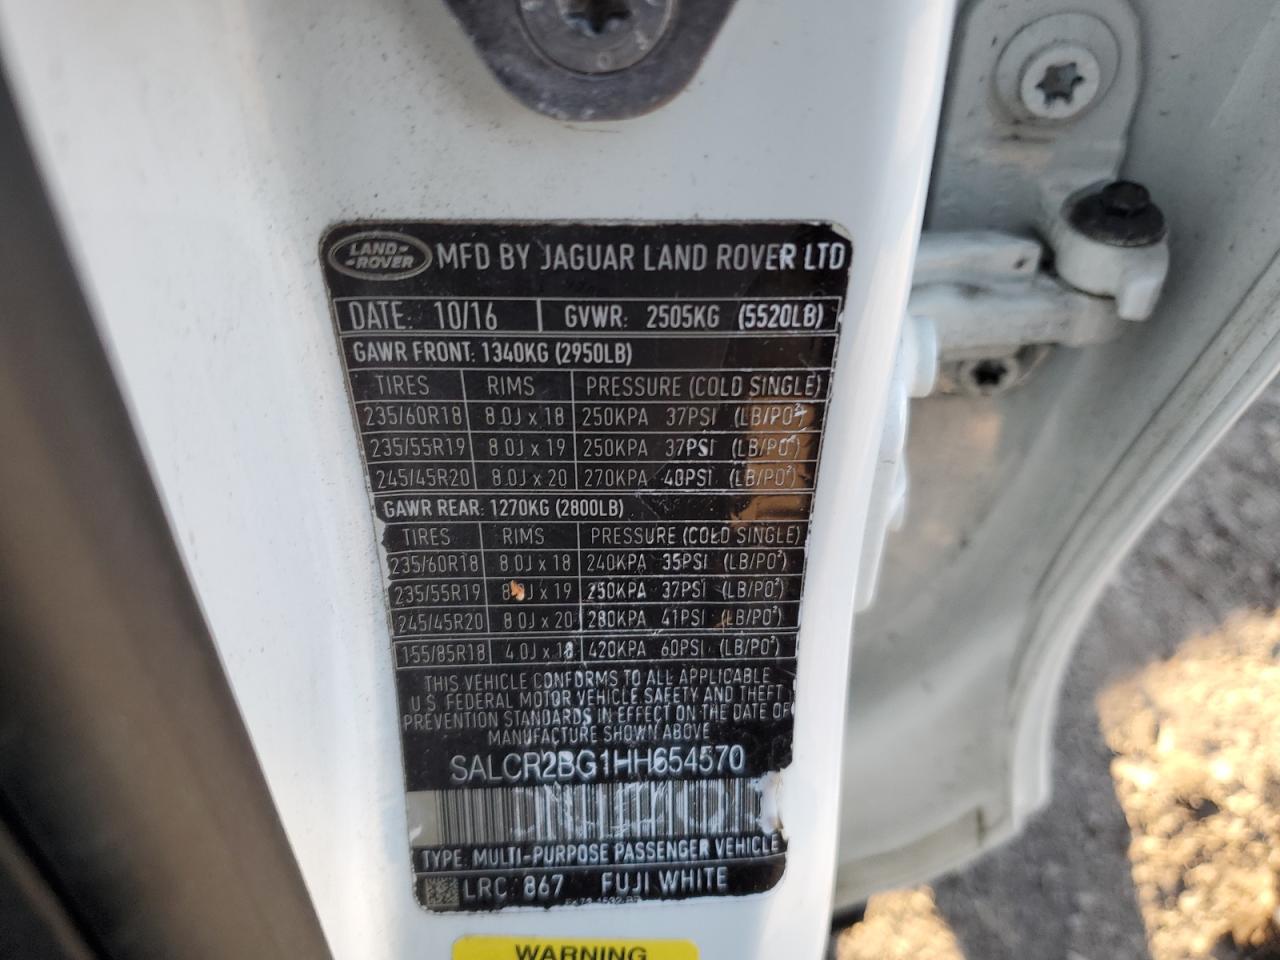 LAND-
-ROVER
MFD BY JAGUAR LAND ROVER LTD
DATE: 10/16 GVWR: 2505KG (5520LB)
GAWR FRONT: 1340KG (2950LB)
TIRES RIMS PRESSURE (COLD SINGLE)
235/60R18 8.0J x 18 250KPA 37PSI (LB/PO²)
235/55R19 8.0J x 19 250KPA 37PSI (LB/PO²)
245/45R20 8.0J x 20 270KPA 40PSI (LB/PO²)
GAWR REAR: 1270KG (2800LB)
TIRES RIMS PRESSURE (COLD SINGLE)
235/60R18 8.0J x 18 240KPA 35PSI (LB/PO²)
235/55R19 x 19 250KPA 37PSI (LB/PO²)
245/45R20 8.0J x 20 280KPA 41PSI (LB/PO²)
155/85R18 4.0J x 18 420KPA 60PSI (LB/PO²)
THIS VEHICLE CONFORMS TO ALL APPLICABLE
U.S. FEDERAL MOTOR VEHICLE SAFETY AND THEFT
PREVENTION STANDARDS IN EFFECT ON THE DATE OF
MANUFACTURE SHOWN ABOVE
SALCR2BG1HH654570
TYPE: MULTI-PURPOSE PASSENGER VEHICLE
LRC: 867 FUJI WHITE
WARNING